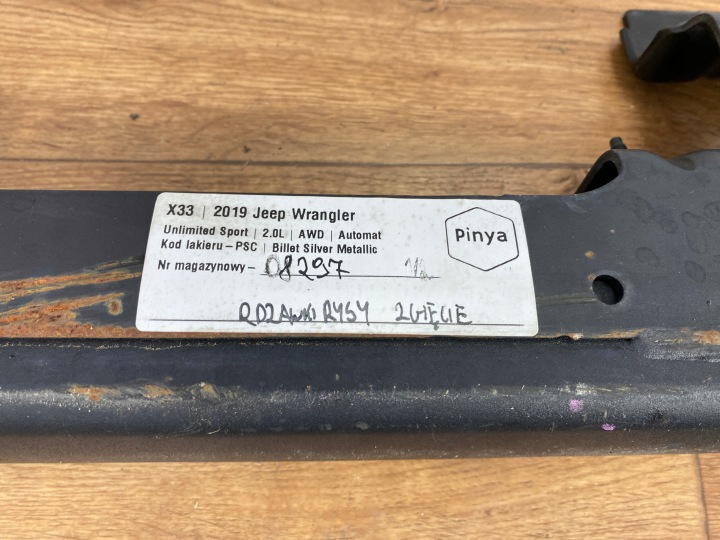 X33 | 2019 Jeep Wrangler
Unlimited Sport | 2.0L | AWD | Automat
Kod lakieru – PSC | Billet Silver Metallic
Nr magazynowy – 08297
RDZAWKI RYSY ZGIĘCIE
Pinya